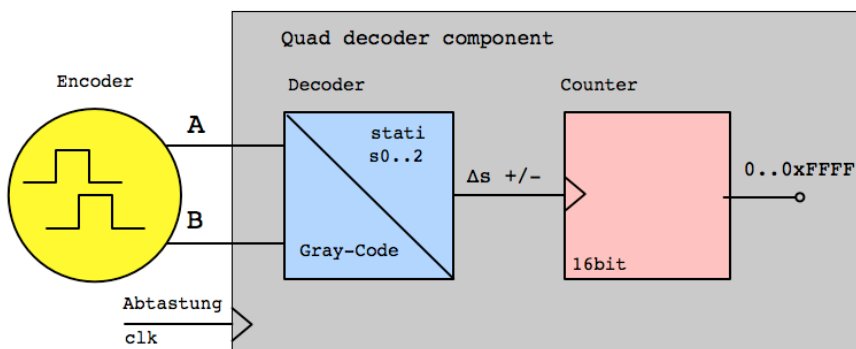 Quad decoder component
Encoder
Decoder
Counter
A
stati
s0..2
Δs +/-
0..0xFFFF
B
Gray-Code
16bit
Abtastung
clk